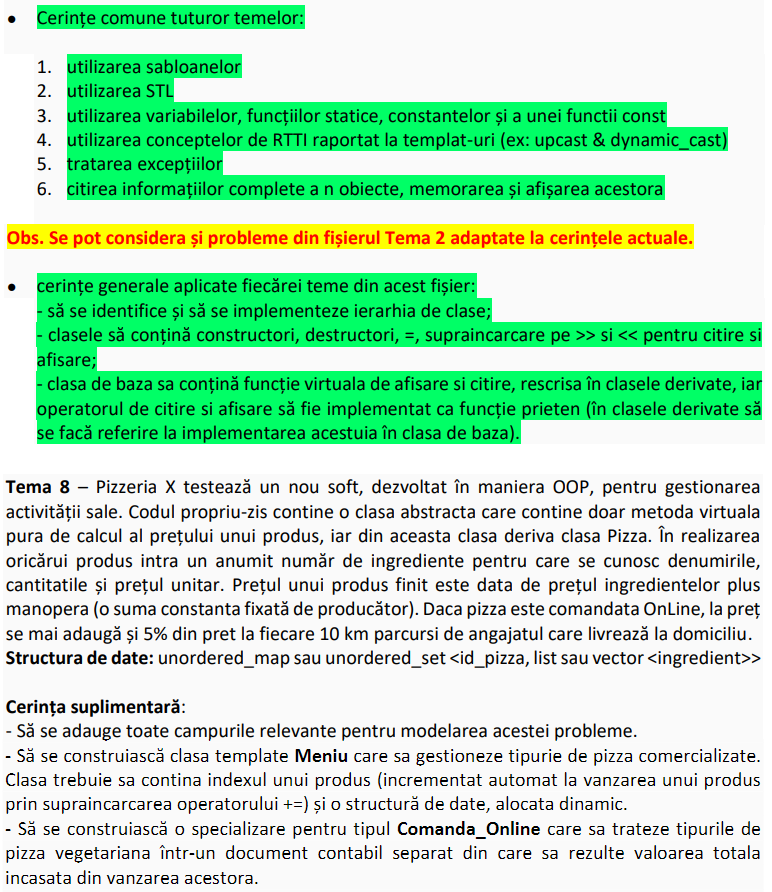 ● Cerințe comune tuturor temelor:
1. utilizarea sabloanelor
2. utilizarea STL
3. utilizarea variabilelor, funcțiilor statice, constantelor și a unei functii const
4. utilizarea conceptelor de RTTI raportat la templat-uri (ex: upcast & dynamic_cast)
5. tratarea excepțiilor
6. citirea informațiilor complete a n obiecte, memorarea și afișarea acestora
Obs. Se pot considera și probleme din fișierul Tema 2 adaptate la cerințele actuale.
● cerințe generale aplicate fiecărei teme din acest fișier:
- să se identifice și să se implementeze ierarhia de clase;
- clasele să conțină constructori, destructori, =, supraincarcare pe >> si << pentru citire si
afisare;
- clasa de baza sa conțină funcție virtuala de afisare si citire, rescrisa în clasele derivate, iar
operatorul de citire si afisare să fie implementat ca funcție prieten (în clasele derivate să
se facă referire la implementarea acestuia în clasa de baza).
Tema 8 – Pizzeria X testează un nou soft, dezvoltat în maniera OOP, pentru gestionarea
activității sale. Codul propriu-zis contine o clasa abstracta care contine doar metoda virtuala
pura de calcul al prețului unui produs, iar din aceasta clasa deriva clasa Pizza. În realizarea
oricărui produs intra un anumit număr de ingrediente pentru care se cunosc denumirile,
cantitatile și prețul unitar. Prețul unui produs finit este data de prețul ingredientelor plus
manopera (o suma constanta fixată de producător). Daca pizza este comandata OnLine, la preț
se mai adaugă și 5% din pret la fiecare 10 km parcursi de angajatul care livrează la domiciliu.
Structura de date: unordered_map sau unordered_set <id_pizza, list sau vector <ingredient>>
Cerința suplimentară:
- Să se adauge toate campurile relevante pentru modelarea acestei probleme.
- Să se construiască clasa template Meniu care sa gestioneze tipurie de pizza comercializate.
Clasa trebuie sa contina indexul unui produs (incrementat automat la vanzarea unui produs
prin supraincarcarea operatorului +=) și o structură de date, alocata dinamic.
- Să se construiască o specializare pentru tipul Comanda_Online care sa trateze tipurile de
pizza vegetariana într-un document contabil separat din care sa rezulte valoarea totala
incasata din vanzarea acestora.